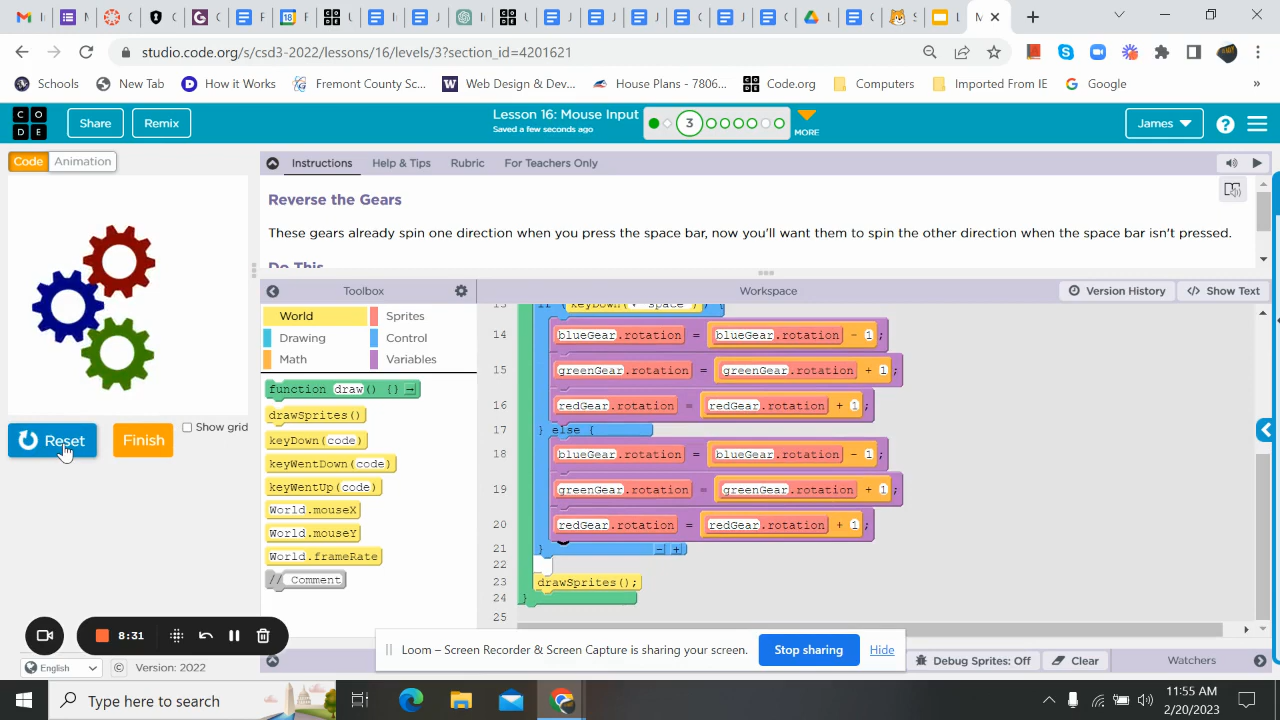 studio.code.org/s/csd3-2022/lessons/16/levels/3?section_id=4201621
Schools
New Tab
How it Works
Fremont County Sc...
Web Design & Dev...
House Plans - 7806...
Code.org
Computers
Imported From IE
Google
»
C O D E
Share
Remix
Lesson 16: Mouse Input
Saved a few seconds ago
3
MORE
James
Code
Animation
Instructions
Help & Tips
Rubric
For Teachers Only
Reverse the Gears
These gears already spin one direction when you press the space bar, now you'll want them to spin the other direction when the space bar isn't pressed.
Do This
Toolbox
Workspace
Version History
</> Show Text
World
Sprites
Drawing
Control
Math
Variables
function draw() {}
drawSprites()
keyDown(code)
keyWentDown(code)
keyWentUp(code)
World.mouseX
World.mouseY
World.frameRate
// Comment
13 if (keyDown( space
14 blueGear.rotation = blueGear.rotation - 1;
15 greenGear.rotation = greenGear.rotation + 1;
16 redGear.rotation = redGear.rotation + 1;
17 } else {
18 blueGear.rotation = blueGear.rotation - 1;
19 greenGear.rotation = greenGear.rotation + 1;
20 redGear.rotation = redGear.rotation + 1;
21 } - +
22
23 drawSprites();
24 }
25
Reset
Finish
Show grid
8:31
Loom – Screen Recorder & Screen Capture is sharing your screen.
Stop sharing
Hide
Debug Sprites: Off
Clear
Watchers
English
© Version: 2022
Type here to search
11:55 AM
2/20/2023